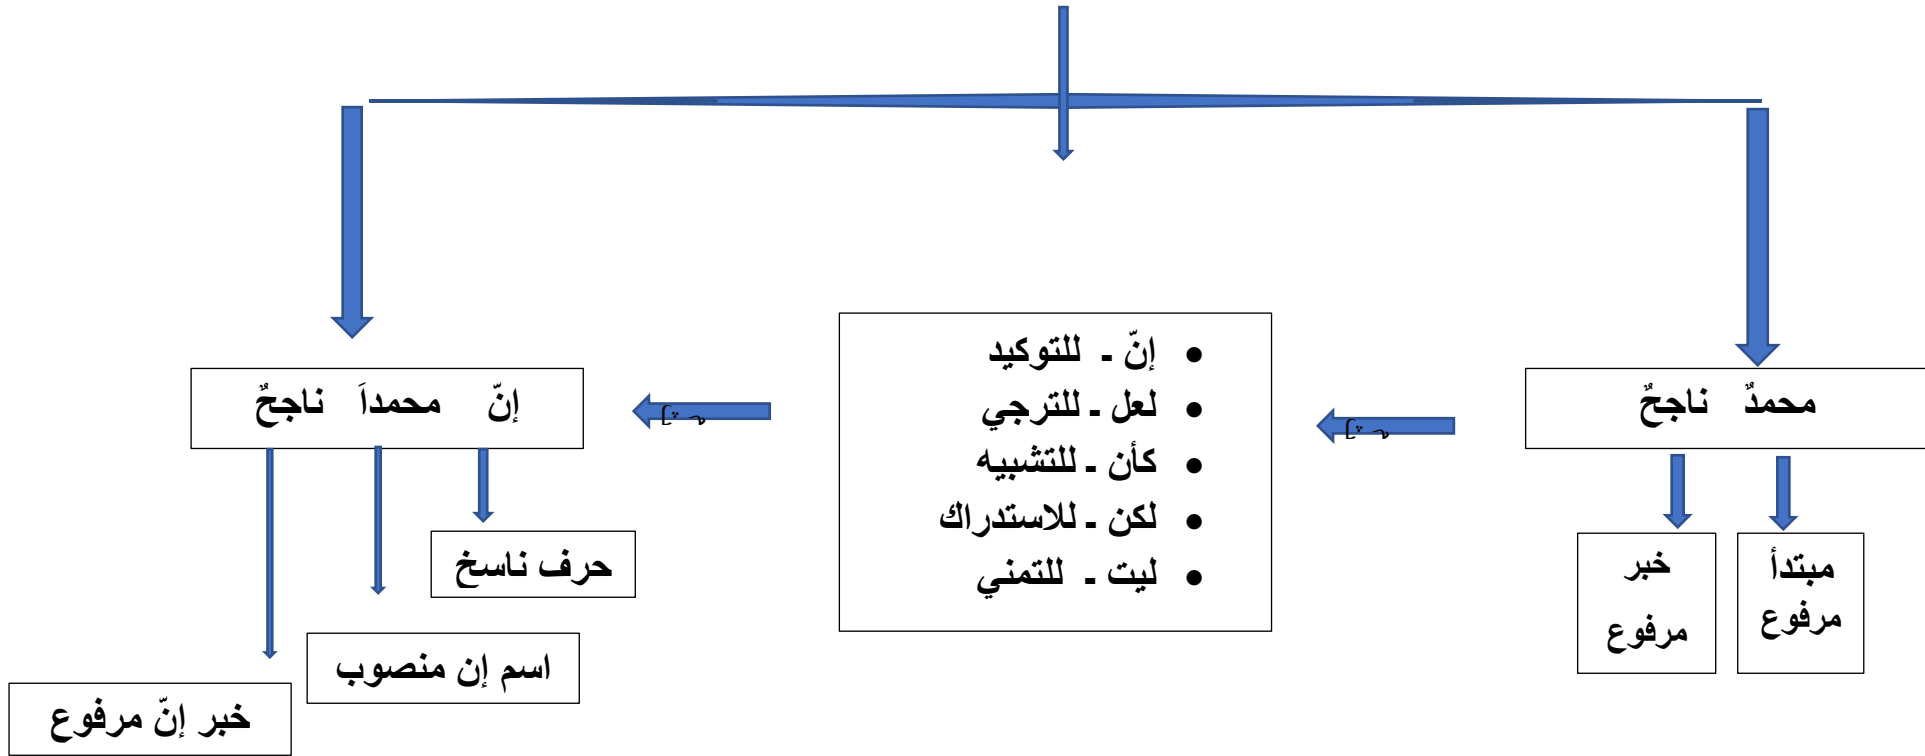 محمدٌ ناجحٌ
مبتدأ
مرفوع
خبر
مرفوع
إنّ ـ للتوكيد
لعل ـ للترجي
كأن ـ للتشبيه
لكن ـ للاستدراك
ليت ـ للتمني
إنّ محمداَ ناجحٌ
حرف ناسخ
اسم إن منصوب
خبر إنّ مرفوع